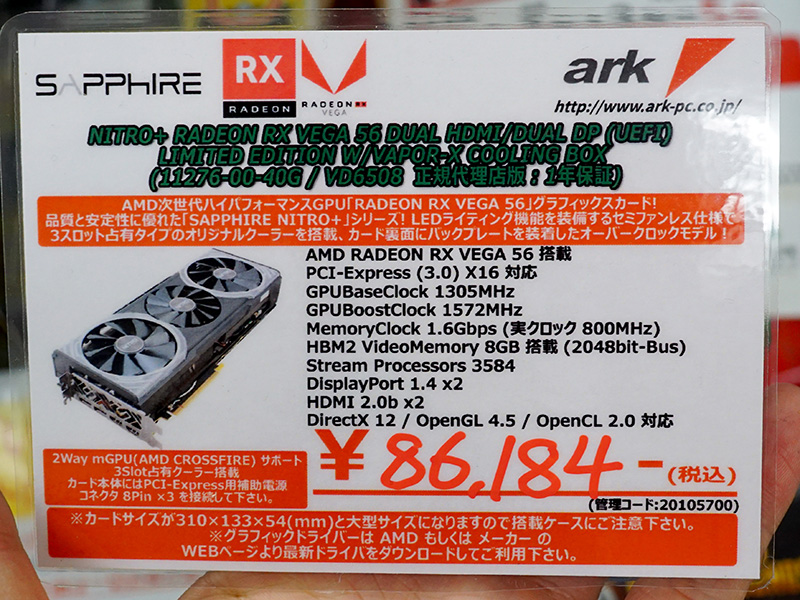 SAPPHIRE
RX
RADEON
RADEON RX
VEGA
ark
http://www.ark-pc.co.jp/
NITRO+ RADEON RX VEGA 56 DUAL HDMI/DUAL DP (UEFI)
LIMITED EDITION W/VAPOR-X COOLING BOX
(11276-00-40G / VD6508 正規代理店版:1年保証)
AMD次世代ハイパフォーマンスGPU「RADEON RX VEGA 56」グラフィックスカード!
品質と安定性に優れた「SAPPHIRE NITRO+」シリーズ! LEDライティング機能を装備するセミファンレス仕様で
3スロット占有タイプのオリジナルクーラーを搭載、カード裏面にバックプレートを装着したオーバークロックモデル!
AMD RADEON RX VEGA 56 搭載
PCI-Express (3.0) X16 対応
GPUBaseClock 1305MHz
GPUBoostClock 1572MHz
MemoryClock 1.6Gbps (実クロック 800MHz)
HBM2 VideoMemory 8GB 搭載 (2048bit-Bus)
Stream Processors 3584
DisplayPort 1.4 x2
HDMI 2.0b x2
DirectX 12 / OpenGL 4.5 / OpenCL 2.0 対応
2Way mGPU(AMD CROSSFIRE) サポート
3Slot占有クーラー搭載
カード本体にはPCI-Express用補助電源
コネクタ 8Pin ×3 を接続して下さい。
¥86,184-(税込)
(管理コード:20105700)
※カードサイズが310×133×54(mm)と大型サイズになりますので搭載ケースにご注意下さい。
※グラフィックドライバーは AMD もしくは メーカー の
WEBページより最新ドライバをダウンロードしてご利用下さい。